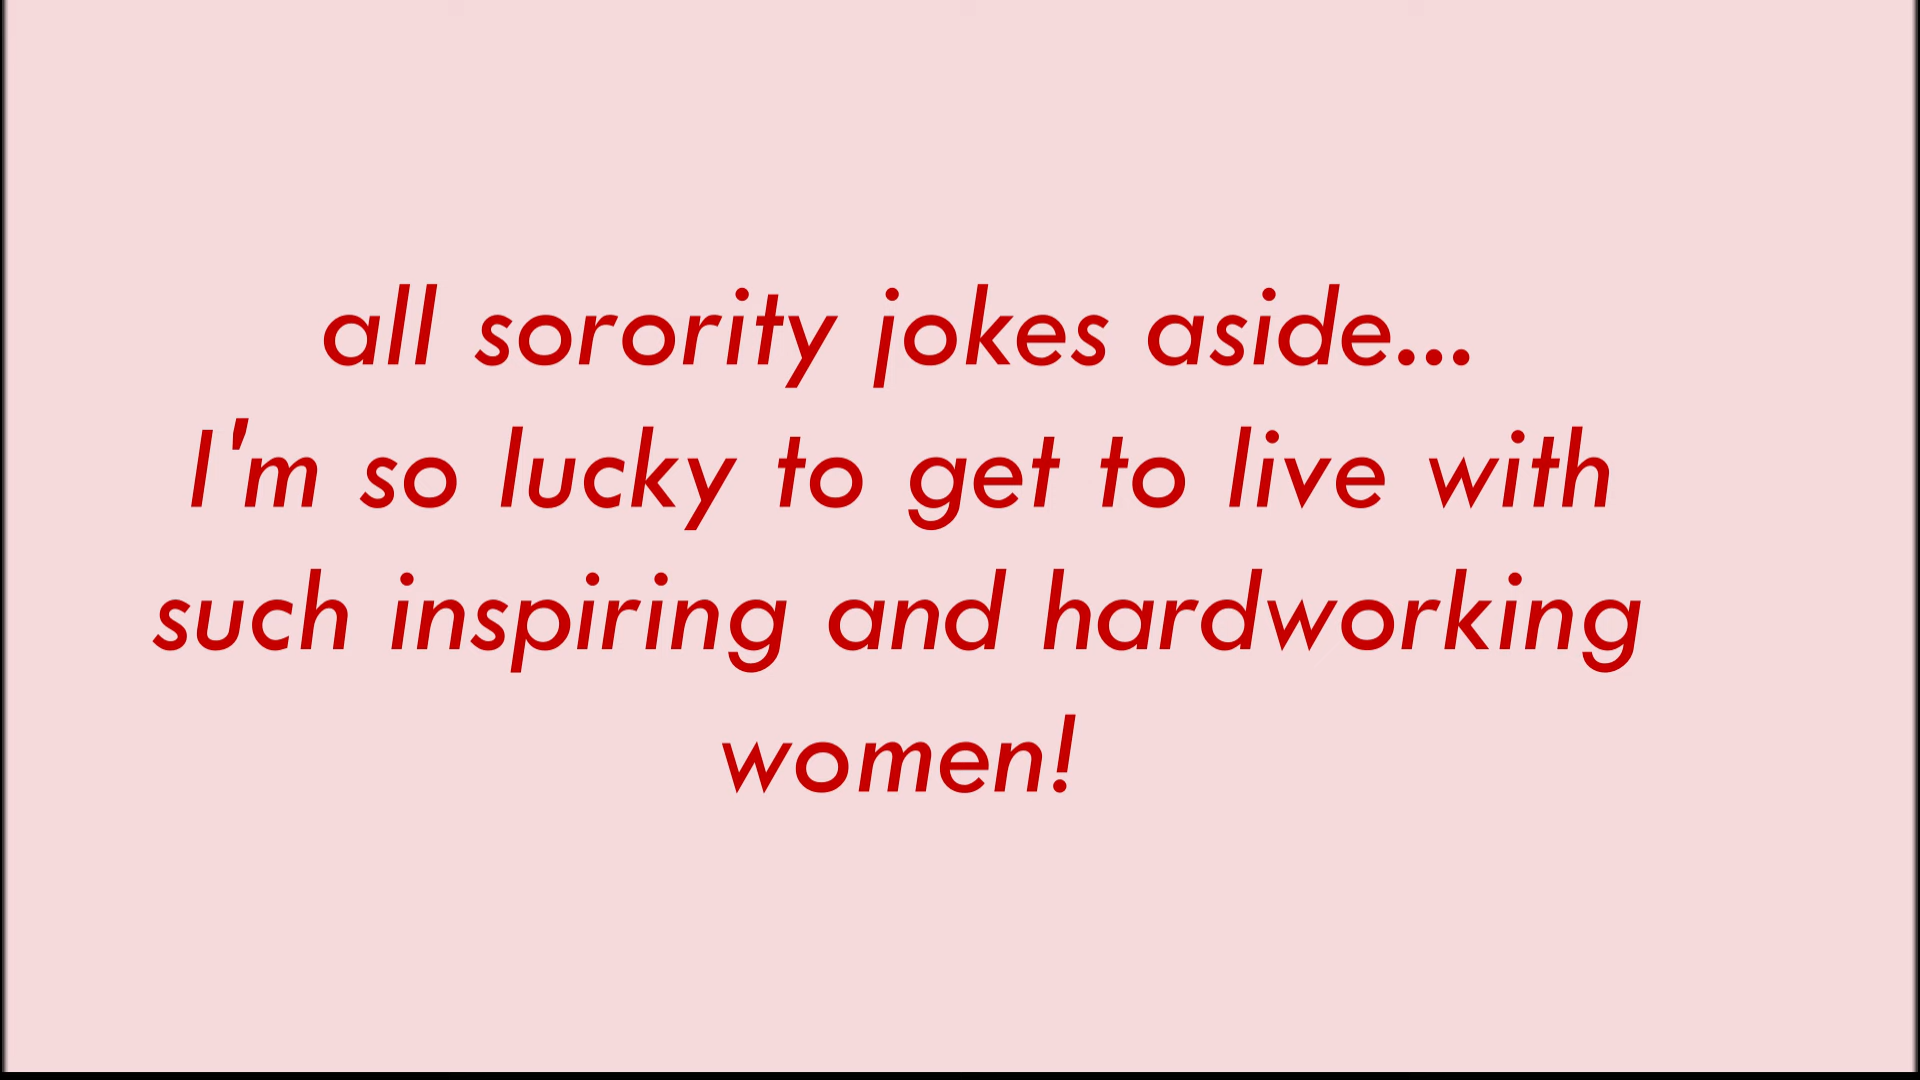 all sorority jokes aside...
I'm so lucky to get to live with
such inspiring and hardworking
women!